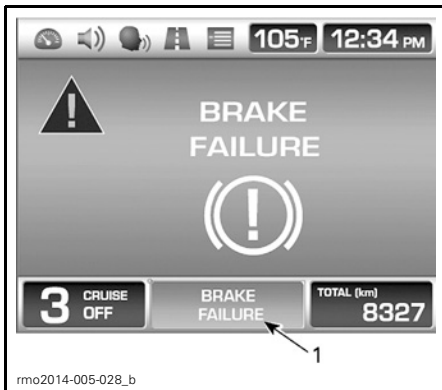 105°F 12:34 PM
!
BRAKE
FAILURE
(!)
3 CRUISE OFF
BRAKE
FAILURE
TOTAL (km)
8327
1
rmo2014-005-028_b